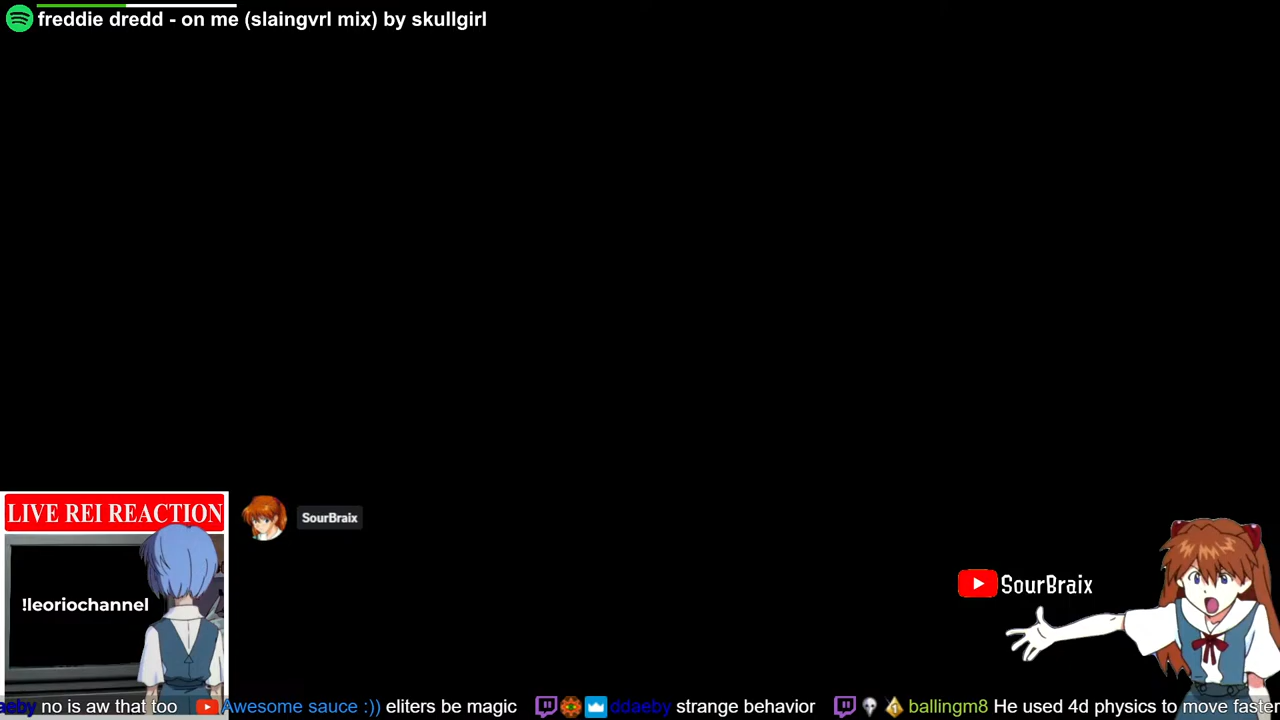 freddie dredd - on me (slaingvrl mix) by skullgirl
LIVE REI REACTION
SourBraix
!leoriochannel
SourBraix
aeby no is aw that too Awesome sauce :)) eliters be magic ddaeby strange behavior ballingm8 He used 4d physics to move faster